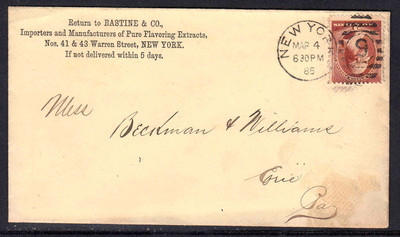 Return to BASTINE & CO.,
Importers and Manufacturers of Pure Flavoring Extracts,
Nos. 41 & 43 Warren Street, NEW YORK.
If not delivered within 5 days.
NEW YORK
MAR 4
6 30 PM
85
Mess
Beckman & Williams
Erie
Pa